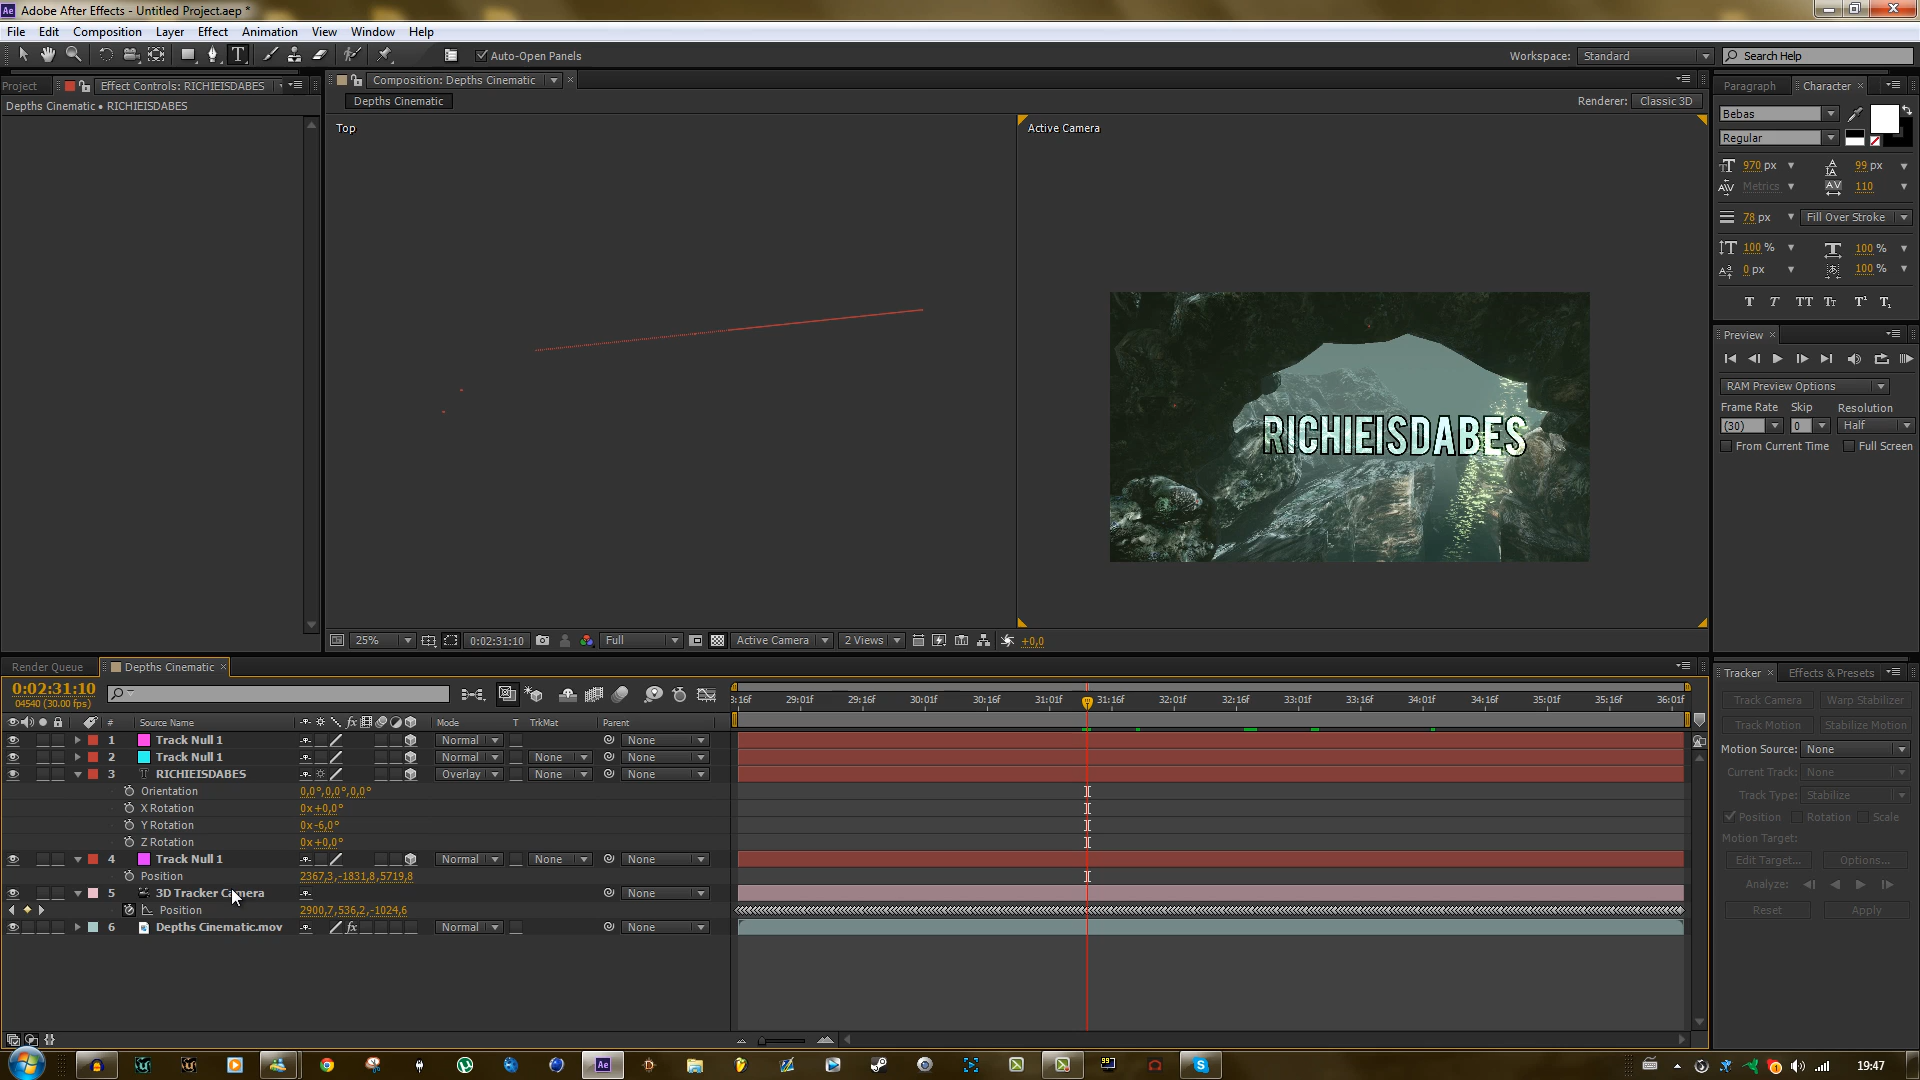 Adobe After Effects - Untitled Project.aep *
File Edit Composition Layer Effect Animation View Window Help
Auto-Open Panels Workspace: Standard Search Help
Project Effect Controls: RICHIEISDABES Composition: Depths Cinematic Paragraph Character
Depths Cinematic • RICHIEISDABES Depths Cinematic Renderer: Classic 3D
Top Active Camera
Bebas
Regular
970 px 99 px
Metrics 110
78 px Fill Over Stroke
100 % 100 %
0 px 100 %
Preview
RAM Preview Options
Frame Rate Skip Resolution
(30) 0 Half
From Current Time Full Screen
RICHIEISDABES
25% 0:02:31:10 Full Active Camera 2 Views +0,0
Render Queue Depths Cinematic Tracker Effects & Presets
0:02:31:10
04540 (30.00 fps)
3:16f 29:01f 29:16f 30:01f 30:16f 31:01f 31:16f 32:01f 32:16f 33:01f 33:16f 34:01f 34:16f 35:01f 35:16f 36:01f
# Source Name Mode T TrkMat Parent
1 Track Null 1 Normal None
2 Track Null 1 Normal None None
3 RICHIEISDABES Overlay None None
Orientation 0,0°,0,0°,0,0°
X Rotation 0x+0,0°
Y Rotation 0x-6,0°
Z Rotation 0x+0,0°
4 Track Null 1 Normal None None
Position 2367,3,-1831,8,5719,8
5 3D Tracker Camera None
Position 2900,7,536,2,-1024,6
6 Depths Cinematic.mov Normal None
Track Camera Warp Stabilizer
Track Motion Stabilize Motion
Motion Source: None
Current Track: None
Track Type: Stabilize
Position Rotation Scale
Motion Target:
Edit Target... Options...
Analyze:
Reset Apply
19:47